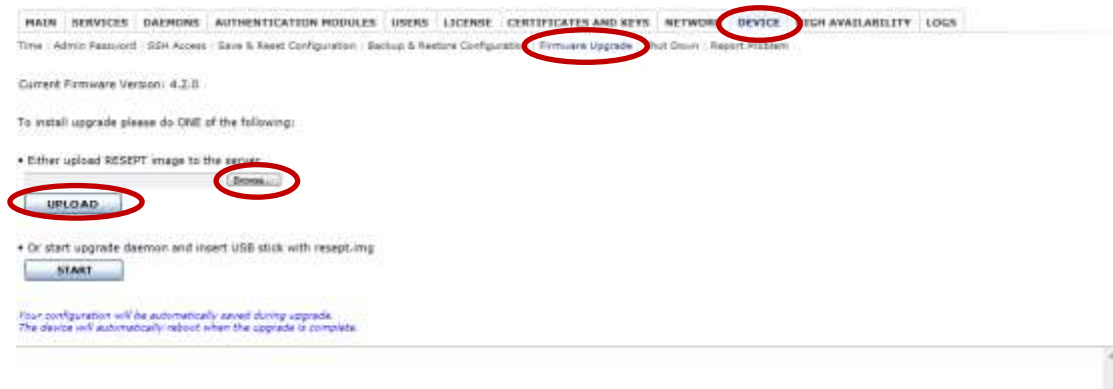 MAIN SERVICES DAEMONS AUTHENTICATION MODULES USERS LICENSE CERTIFICATES AND KEYS NETWORK DEVICE HIGH AVAILABILITY LOGS
Time Admin Password SSH Access Save & Reset Configuration Backup & Restore Configuration Firmware Upgrade Shut Down Report Problem
Current Firmware Version: 4.2.0
To install upgrade please do ONE of the following:
• Either upload RESEPT image to the server
Browse...
UPLOAD
• Or start upgrade daemon and insert USB stick with resept.img
START
Your configuration will be automatically saved during upgrade.
The device will automatically reboot when the upgrade is complete.